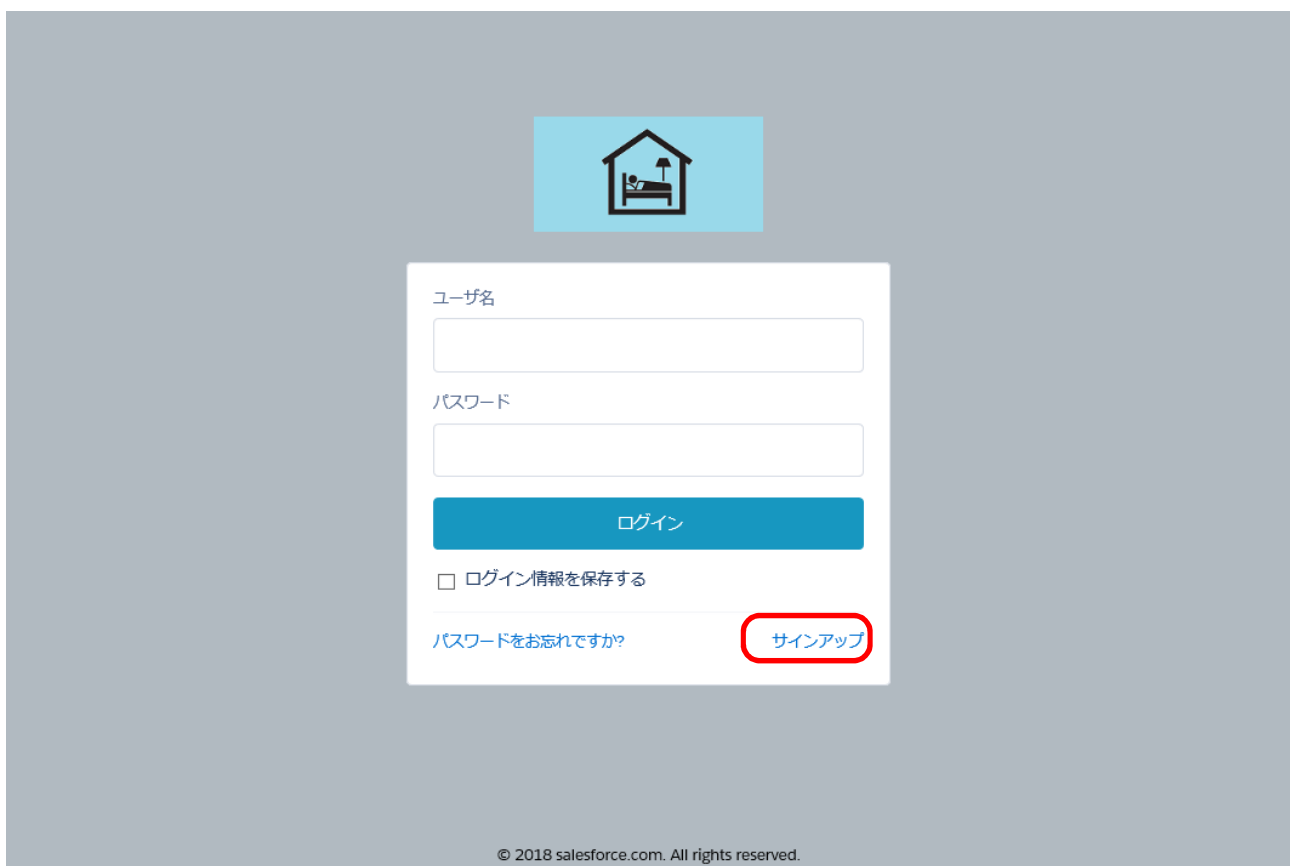 ユーザ名
パスワード
ログイン
ログイン情報を保存する
パスワードをお忘れですか?
サインアップ
© 2018 salesforce.com. All rights reserved.